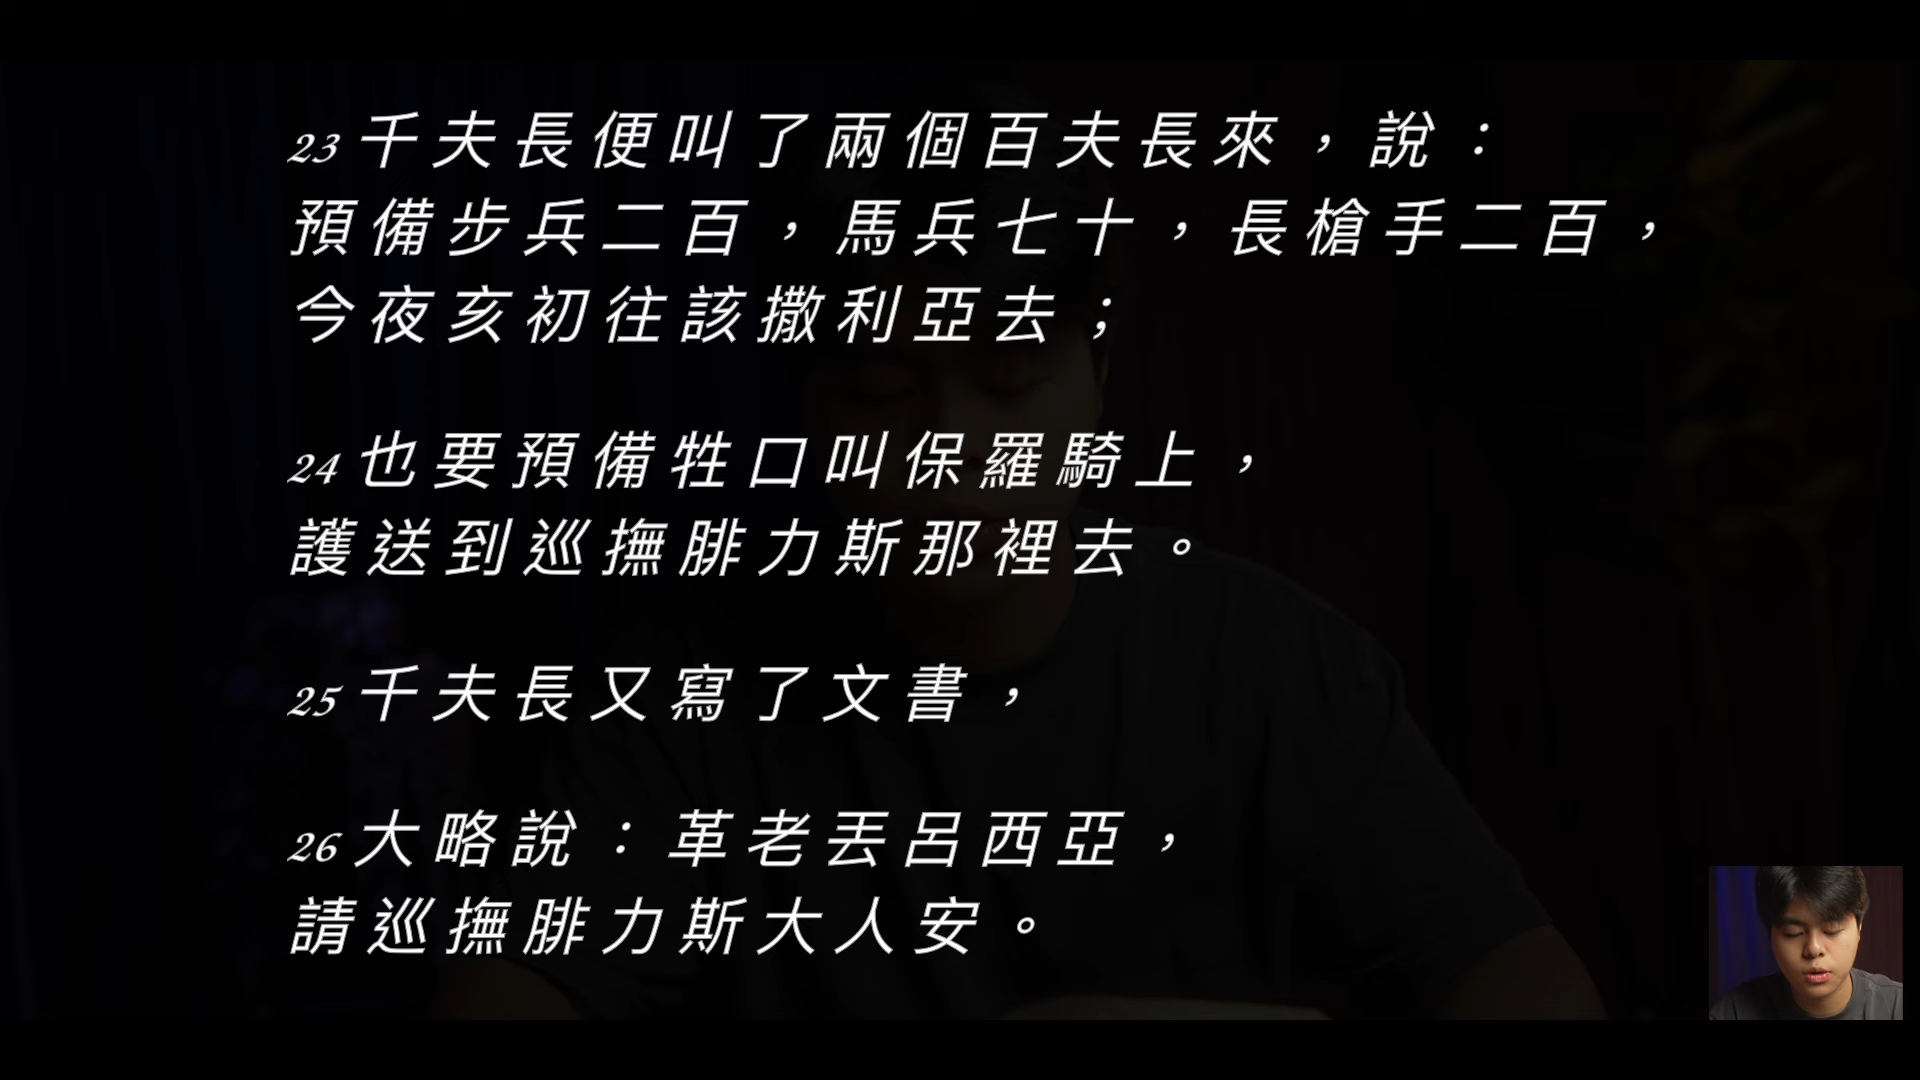 23 千夫長便叫了兩個百夫長來，說：
預備步兵二百，馬兵七十，長槍手二百，
今夜亥初往該撒利亞去；
24 也要預備牲口叫保羅騎上，
護送到巡撫腓力斯那裡去。
25 千夫長又寫了文書，
26 大略說：革老丟呂西亞，
請巡撫腓力斯大人安。